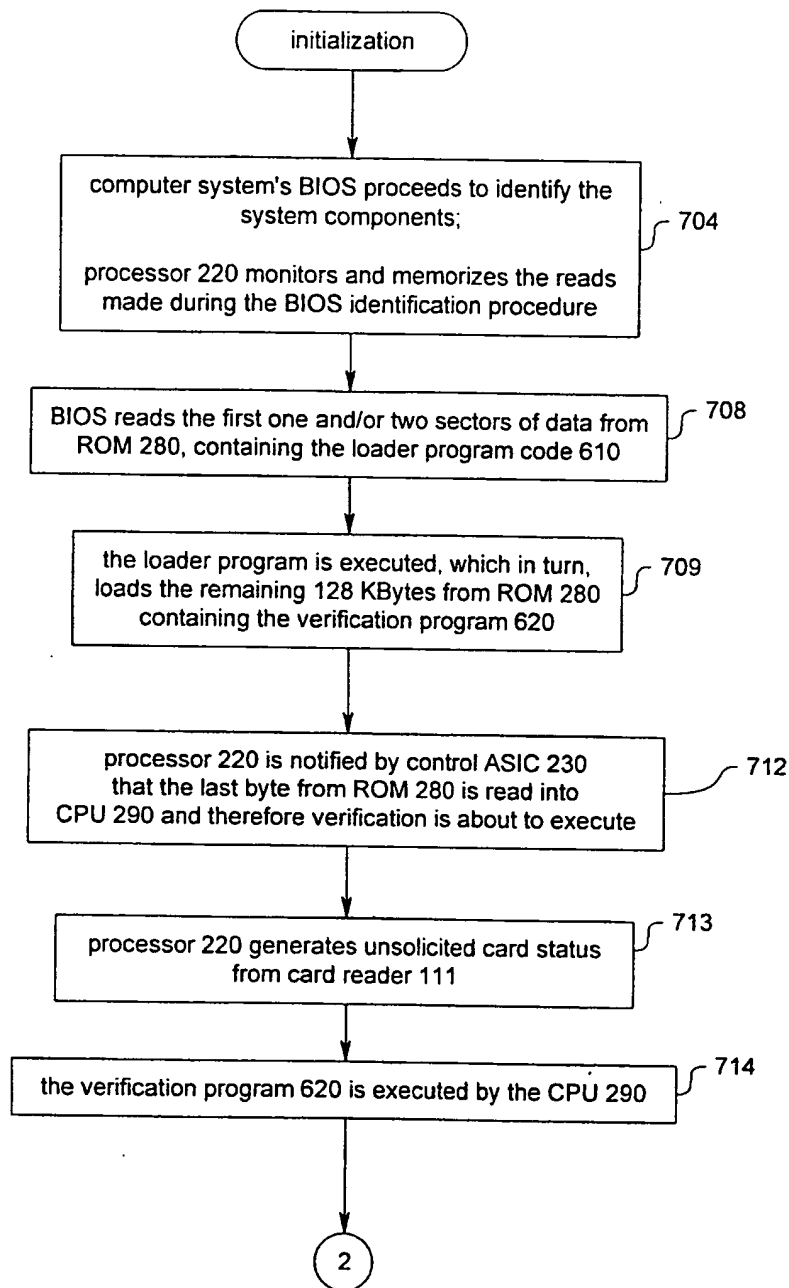 initialization
computer system's BIOS proceeds to identify the
system components;
processor 220 monitors and memorizes the reads
made during the BIOS identification procedure
704
BIOS reads the first one and/or two sectors of data from
ROM 280, containing the loader program code 610
708
the loader program is executed, which in turn,
loads the remaining 128 KBytes from ROM 280
containing the verification program 620
709
processor 220 is notified by control ASIC 230
that the last byte from ROM 280 is read into
CPU 290 and therefore verification is about to execute
712
processor 220 generates unsolicited card status
from card reader 111
713
the verification program 620 is executed by the CPU 290
714
2